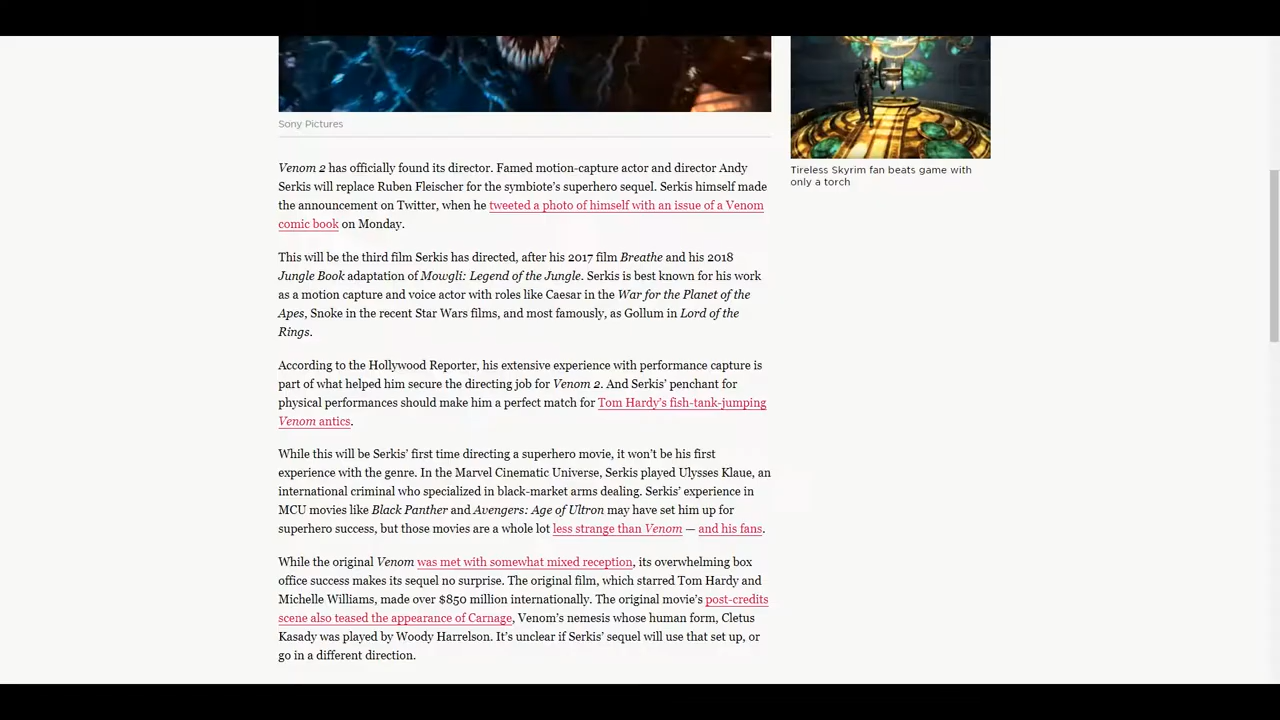 Sony Pictures
Tireless Skyrim fan beats game with
only a torch
Venom 2 has officially found its director. Famed motion-capture actor and director Andy
Serkis will replace Ruben Fleischer for the symbiote’s superhero sequel. Serkis himself made
the announcement on Twitter, when he tweeted a photo of himself with an issue of a Venom
comic book on Monday.
This will be the third film Serkis has directed, after his 2017 film Breathe and his 2018
Jungle Book adaptation of Mowgli: Legend of the Jungle. Serkis is best known for his work
as a motion capture and voice actor with roles like Caesar in the War for the Planet of the
Apes, Snoke in the recent Star Wars films, and most famously, as Gollum in Lord of the
Rings.
According to the Hollywood Reporter, his extensive experience with performance capture is
part of what helped him secure the directing job for Venom 2. And Serkis’ penchant for
physical performances should make him a perfect match for Tom Hardy’s fish-tank-jumping
Venom antics.
While this will be Serkis’ first time directing a superhero movie, it won’t be his first
experience with the genre. In the Marvel Cinematic Universe, Serkis played Ulysses Klaue, an
international criminal who specialized in black-market arms dealing. Serkis’ experience in
MCU movies like Black Panther and Avengers: Age of Ultron may have set him up for
superhero success, but those movies are a whole lot less strange than Venom — and his fans.
While the original Venom was met with somewhat mixed reception, its overwhelming box
office success makes its sequel no surprise. The original film, which starred Tom Hardy and
Michelle Williams, made over $850 million internationally. The original movie’s post-credits
scene also teased the appearance of Carnage, Venom’s nemesis whose human form, Cletus
Kasady was played by Woody Harrelson. It’s unclear if Serkis’ sequel will use that set up, or
go in a different direction.